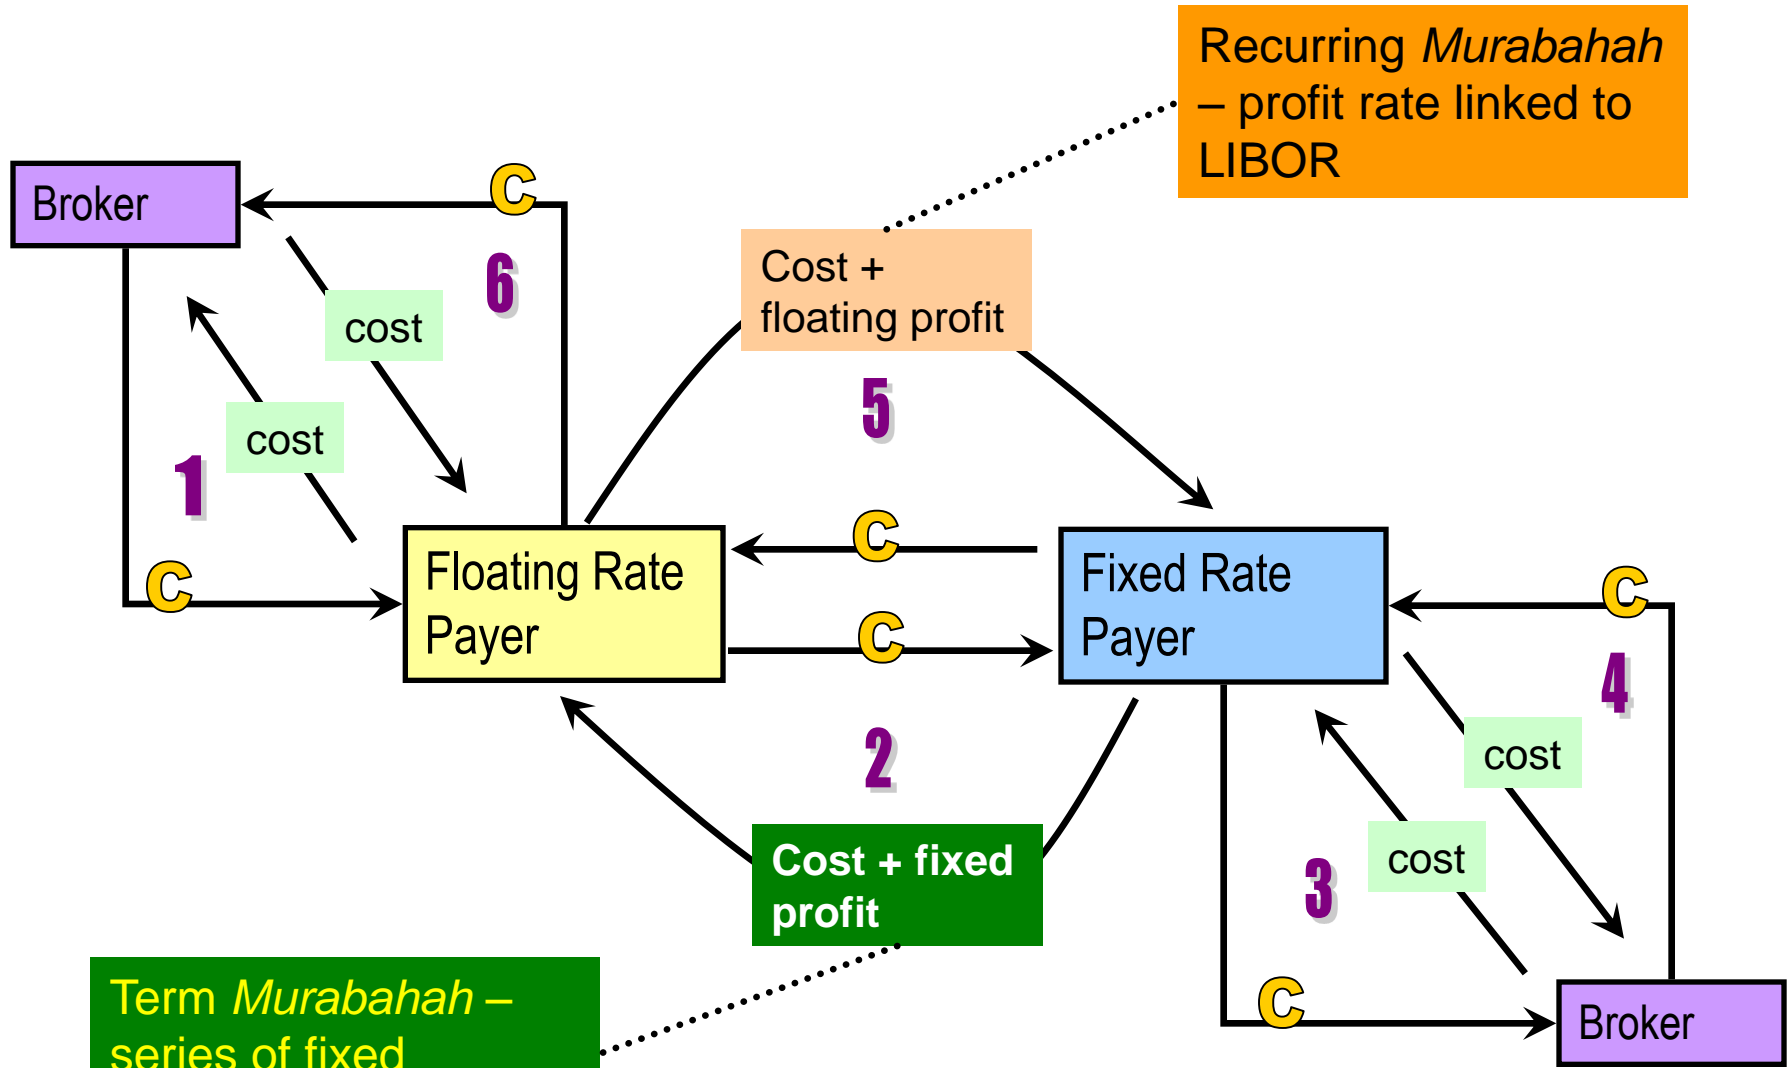 Recurring Murabahah
– profit rate linked to
LIBOR
Broker
C
6
Cost +
floating profit
cost
5
cost
1
C
Floating Rate
Payer
C
C
Fixed Rate
Payer
C
4
2
cost
Cost + fixed
profit
3
cost
Term Murabahah –
series of fixed
C
Broker